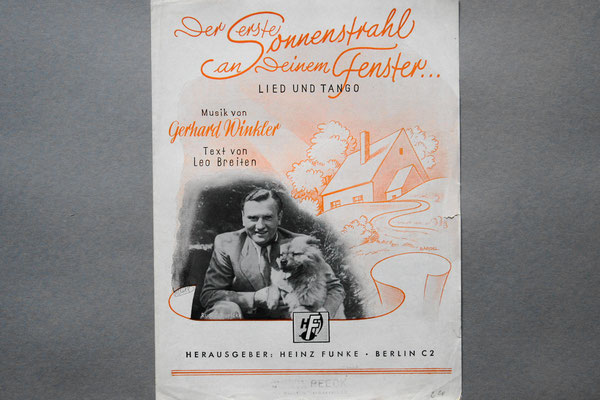 Der erste Sonnenstrahl
an Deinem Fenster...
LIED UND TANGO
Musik von
Gerhard Winkler
Text von
Leo Breiten
HF
HERAUSGEBER: HEINZ FUNKE • BERLIN C2